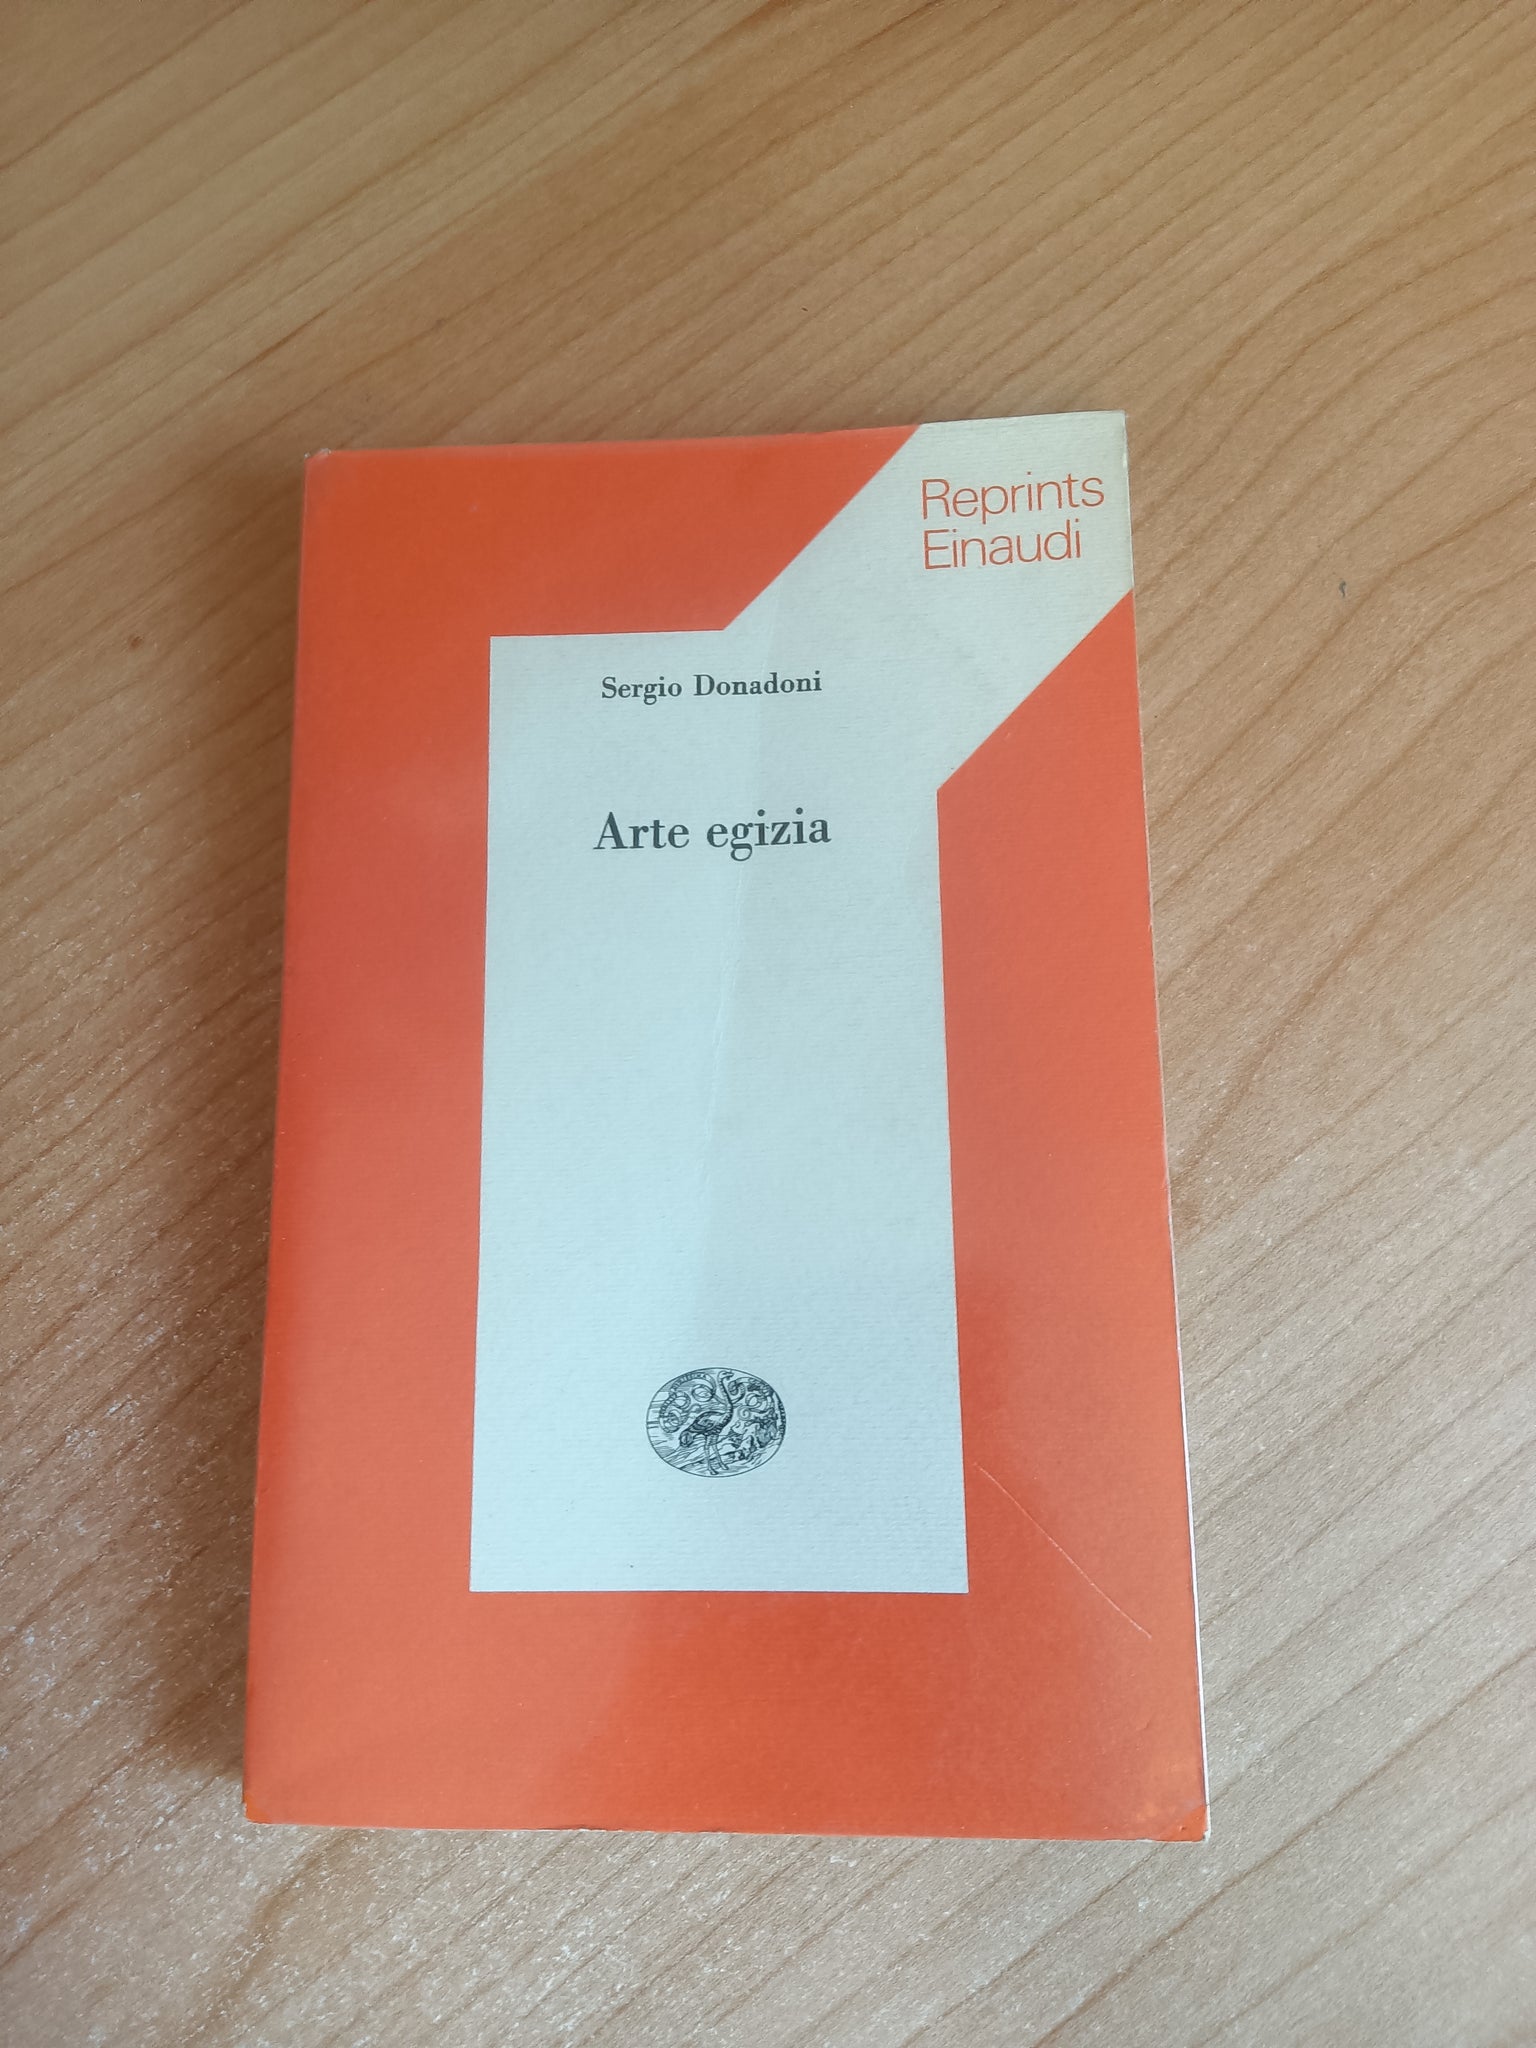 Reprints
Einaudi
Sergio Donadoni
Arte egizia